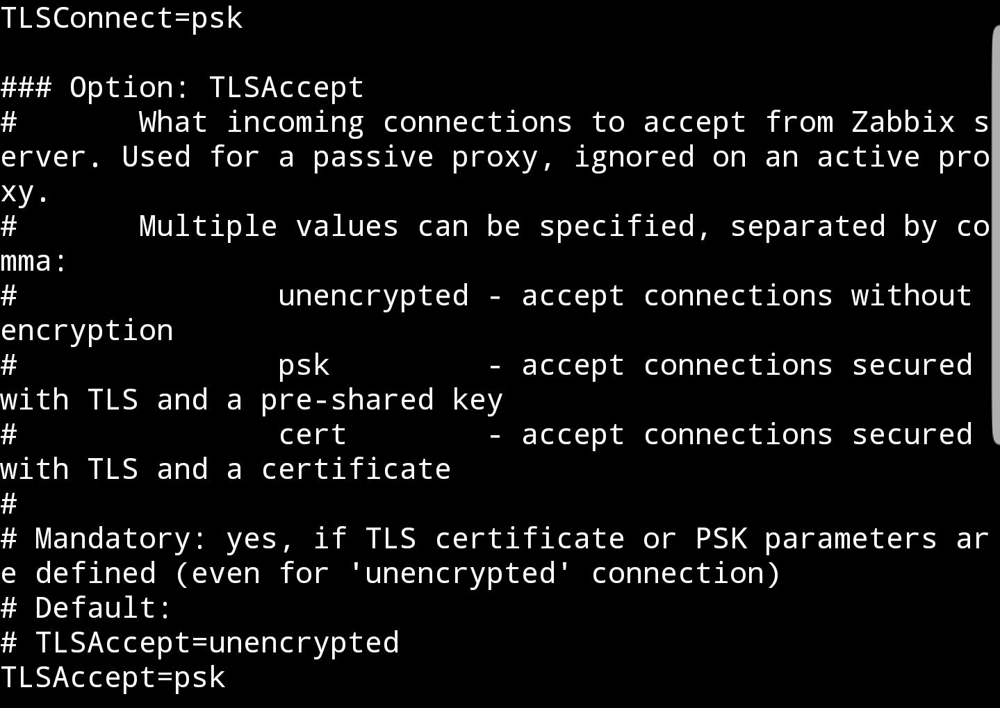 TLSConnect=psk
### Option: TLSAccept
#       What incoming connections to accept from Zabbix s
erver. Used for a passive proxy, ignored on an active pro
xy.
#       Multiple values can be specified, separated by co
mma:
#               unencrypted - accept connections without
encryption
#               psk         - accept connections secured
with TLS and a pre-shared key
#               cert        - accept connections secured
with TLS and a certificate
#
# Mandatory: yes, if TLS certificate or PSK parameters ar
e defined (even for 'unencrypted' connection)
# Default:
# TLSAccept=unencrypted
TLSAccept=psk